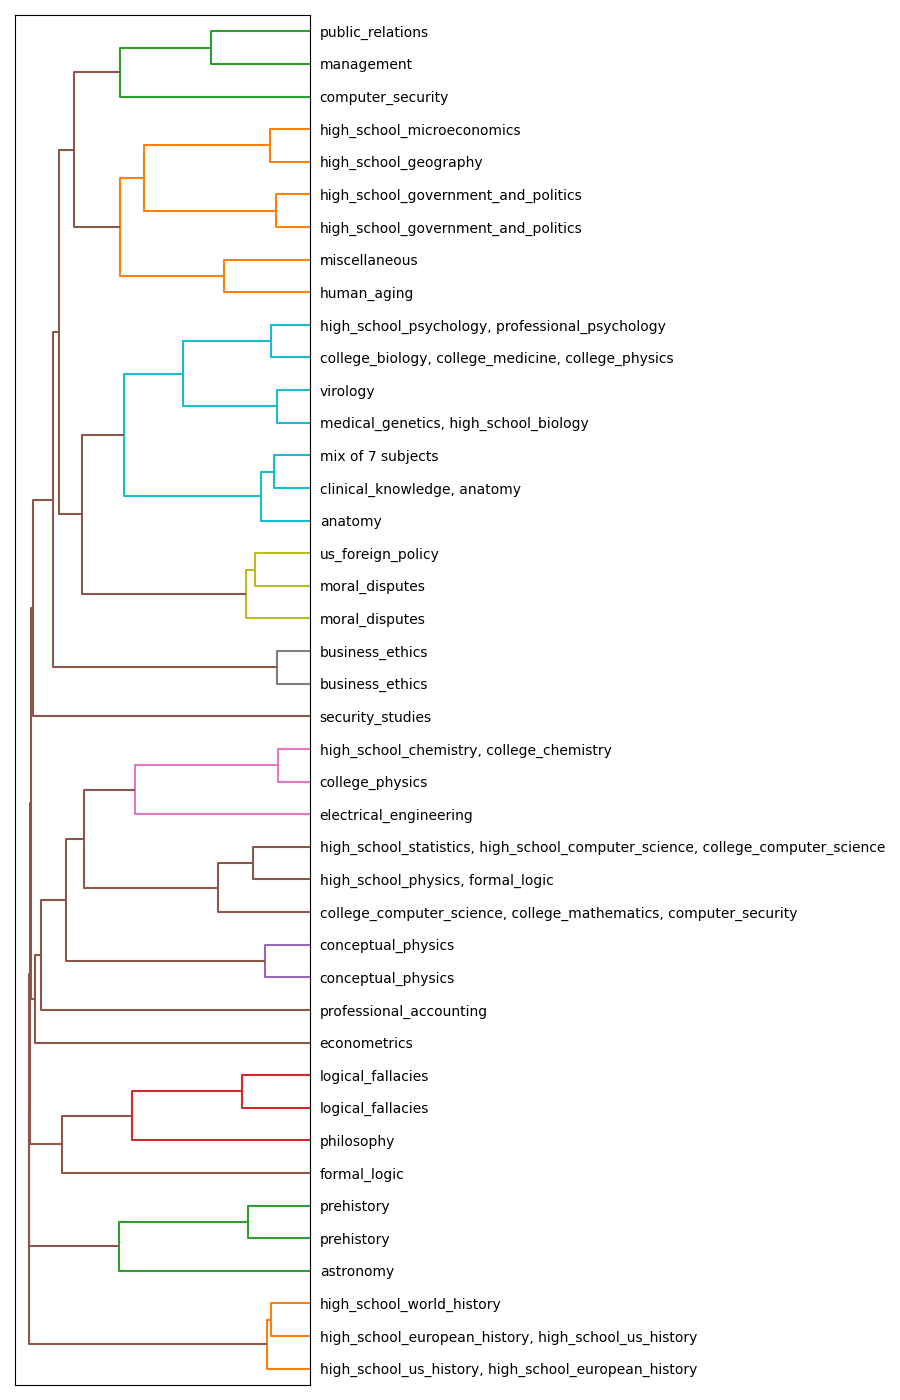 public_relations
management
computer_security
high_school_microeconomics
high_school_geography
high_school_government_and_politics
high_school_government_and_politics
miscellaneous
human_aging
high_school_psychology, professional_psychology
college_biology, college_medicine, college_physics
virology
medical_genetics, high_school_biology
mix of 7 subjects
clinical_knowledge, anatomy
anatomy
us_foreign_policy
moral_disputes
moral_disputes
business_ethics
business_ethics
security_studies
high_school_chemistry, college_chemistry
college_physics
electrical_engineering
high_school_statistics, high_school_computer_science, college_computer_science
high_school_physics, formal_logic
college_computer_science, college_mathematics, computer_security
conceptual_physics
conceptual_physics
professional_accounting
econometrics
logical_fallacies
logical_fallacies
philosophy
formal_logic
prehistory
prehistory
astronomy
high_school_world_history
high_school_european_history, high_school_us_history
high_school_us_history, high_school_european_history